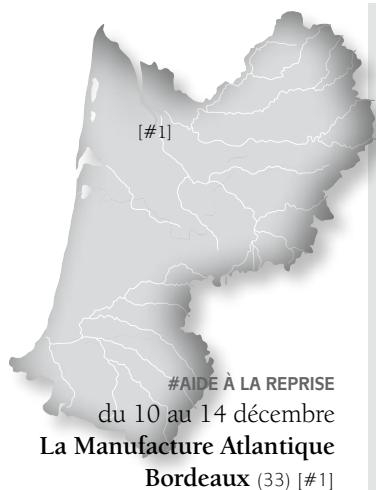 [#1]
#AIDE À LA REPRISE
du 10 au 14 décembre
La Manufacture Atlantique
Bordeaux (33) [#1]